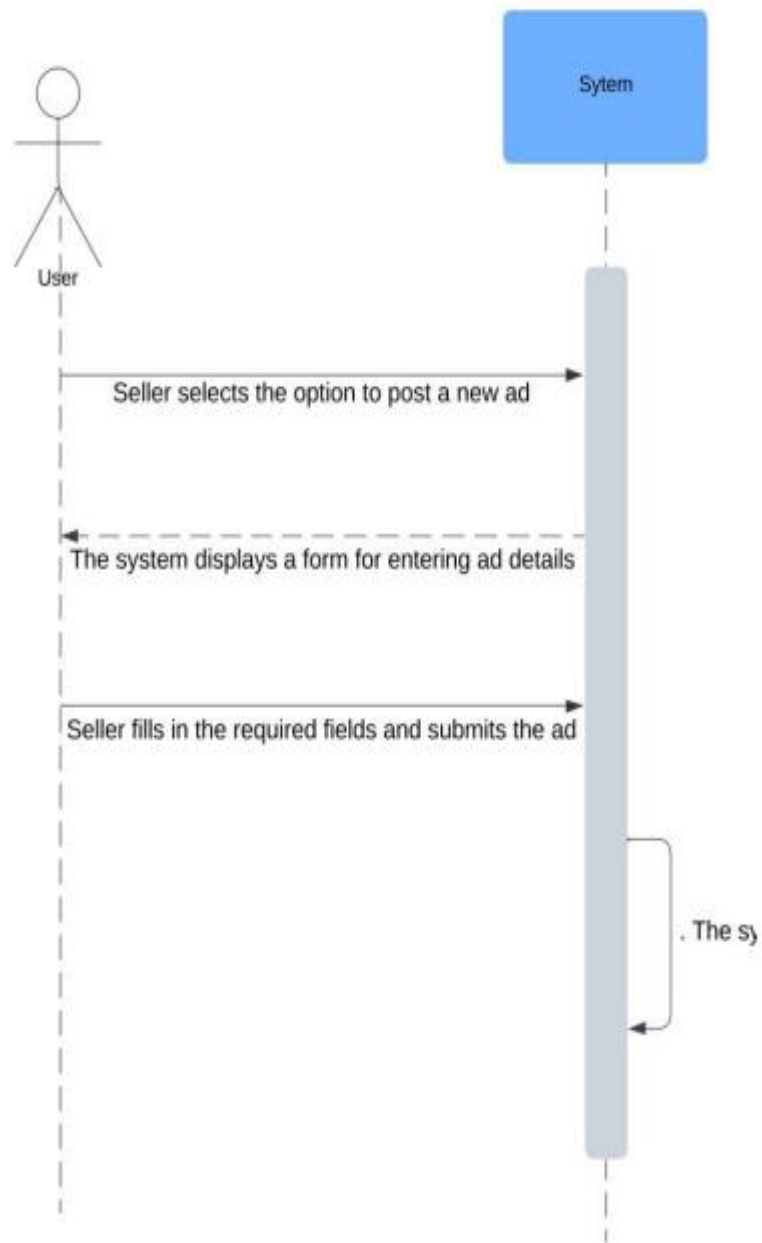 Sytem
User
Seller selects the option to post a new ad
The system displays a form for entering ad details
Seller fills in the required fields and submits the ad
. The sy